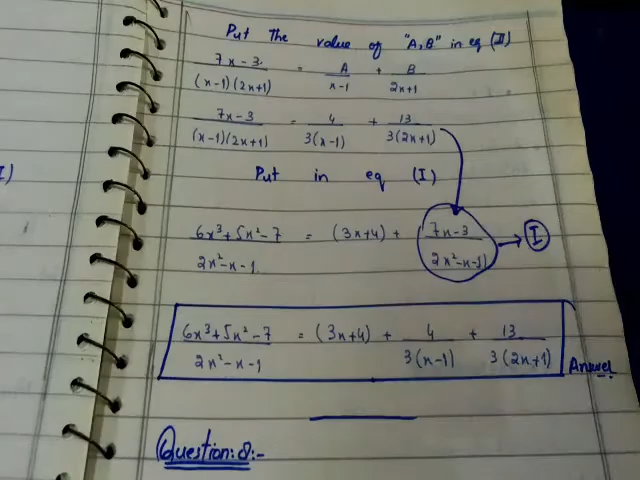 Put The value of "A,B" in eq (II)
7x-3 / (x-1)(2x+1) = A / x-1 + B / 2x+1
7x-3 / (x-1)(2x+1) = 4 / 3(x-1) + 13 / 3(2x+1)
I)
Put in eq (I)
6x³+5x²-7 / 2x²-x-1 = (3x+4) + 7x-3 / 2x²-x-1 → I
6x³+5x²-7 / 2x²-x-1 = (3x+4) + 4 / 3(x-1) + 13 / 3(2x+1)
Answer
Question:8:-